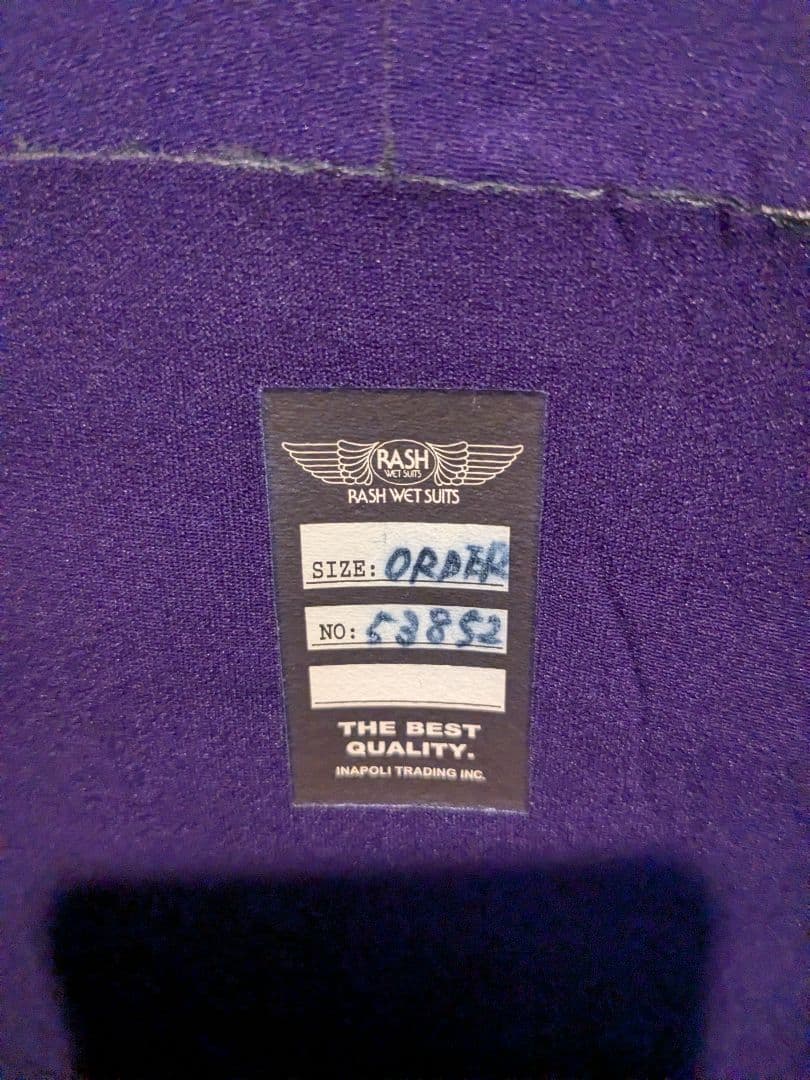 RASH
WET SUITS
RASH WET SUITS
SIZE: ORDER
NO: 53852
THE BEST
QUALITY.
INAPOLI TRADING INC.